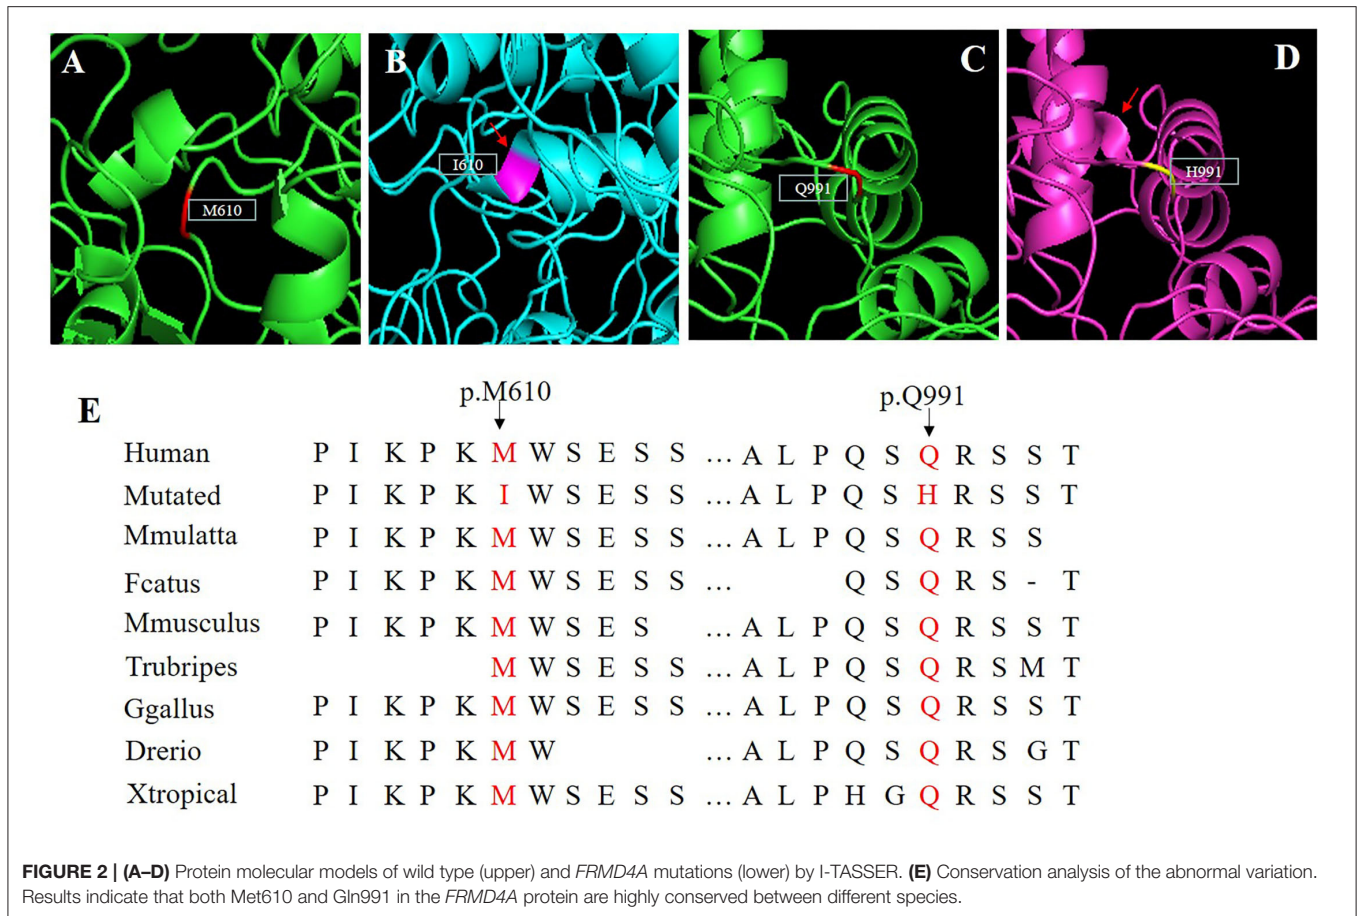 A
B
C
D
M610
I610
Q991
H991
E
p.M610 p.Q991
Human P I K P K M W S E S S ... A L P Q S Q R S S T
Mutated P I K P K I W S E S S ... A L P Q S H R S S T
Mmulatta P I K P K M W S E S S ... A L P Q S Q R S S
Fcatus P I K P K M W S E S S ... Q S Q R S - T
Mmusculus P I K P K M W S E S ... A L P Q S Q R S S T
Trubripes M W S E S S ... A L P Q S Q R S M T
Ggallus P I K P K M W S E S S ... A L P Q S Q R S S T
Drerio P I K P K M W ... A L P Q S Q R S G T
Xtropical P I K P K M W S E S S ... A L P H G Q R S S T
FIGURE 2 | (A–D) Protein molecular models of wild type (upper) and FRMD4A mutations (lower) by I-TASSER. (E) Conservation analysis of the abnormal variation.
Results indicate that both Met610 and Gln991 in the FRMD4A protein are highly conserved between different species.